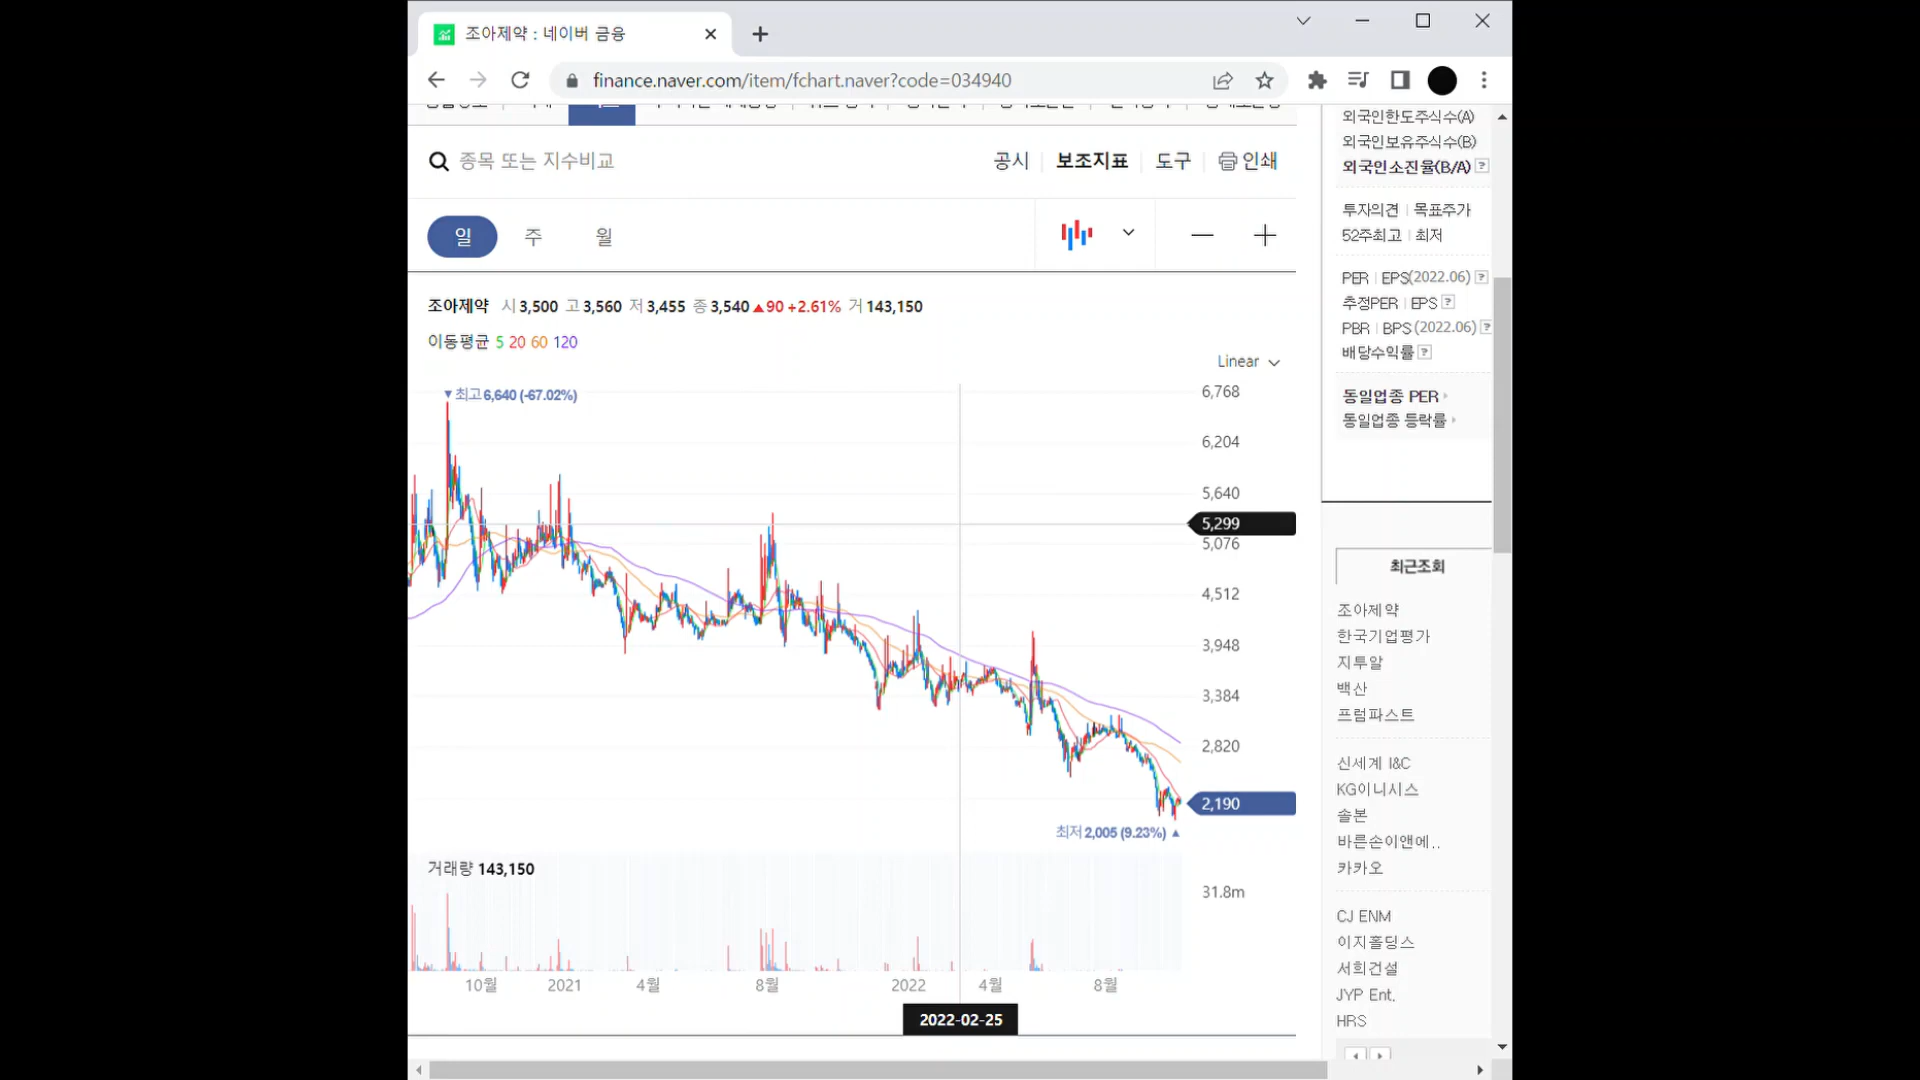 조아제약 : 네이버 금융
finance.naver.com/item/fchart.naver?code=034940
종목 또는 지수비교
공시 보조지표 도구 인쇄
일 주 월
조아제약 시 3,500 고 3,560 저 3,455 종 3,540 ▲90 +2.61% 거 143,150
이동평균 5 20 60 120
Linear
▼최고 6,640 (-67.02%)
6,768
6,204
5,640
5,299
5,076
4,512
3,948
3,384
2,820
2,190
최저 2,005 (9.23%) ▲
거래량 143,150
31.8m
10월 2021 4월 8월 2022 4월 8월
2022-02-25
외국인한도주식수(A)
외국인보유주식수(B)
외국인소진율(B/A) ?
투자의견 | 목표주가
52주최고 | 최저
PER | EPS(2022.06) ?
추정PER | EPS ?
PBR | BPS (2022.06) ?
배당수익률 ?
동일업종 PER
동일업종 등락률
최근조회
조아제약
한국기업평가
지투알
백산
프럼파스트
신세계 I&C
KG이니시스
솔본
바른손이앤에..
카카오
CJ ENM
이지홀딩스
서희건설
JYP Ent.
HRS